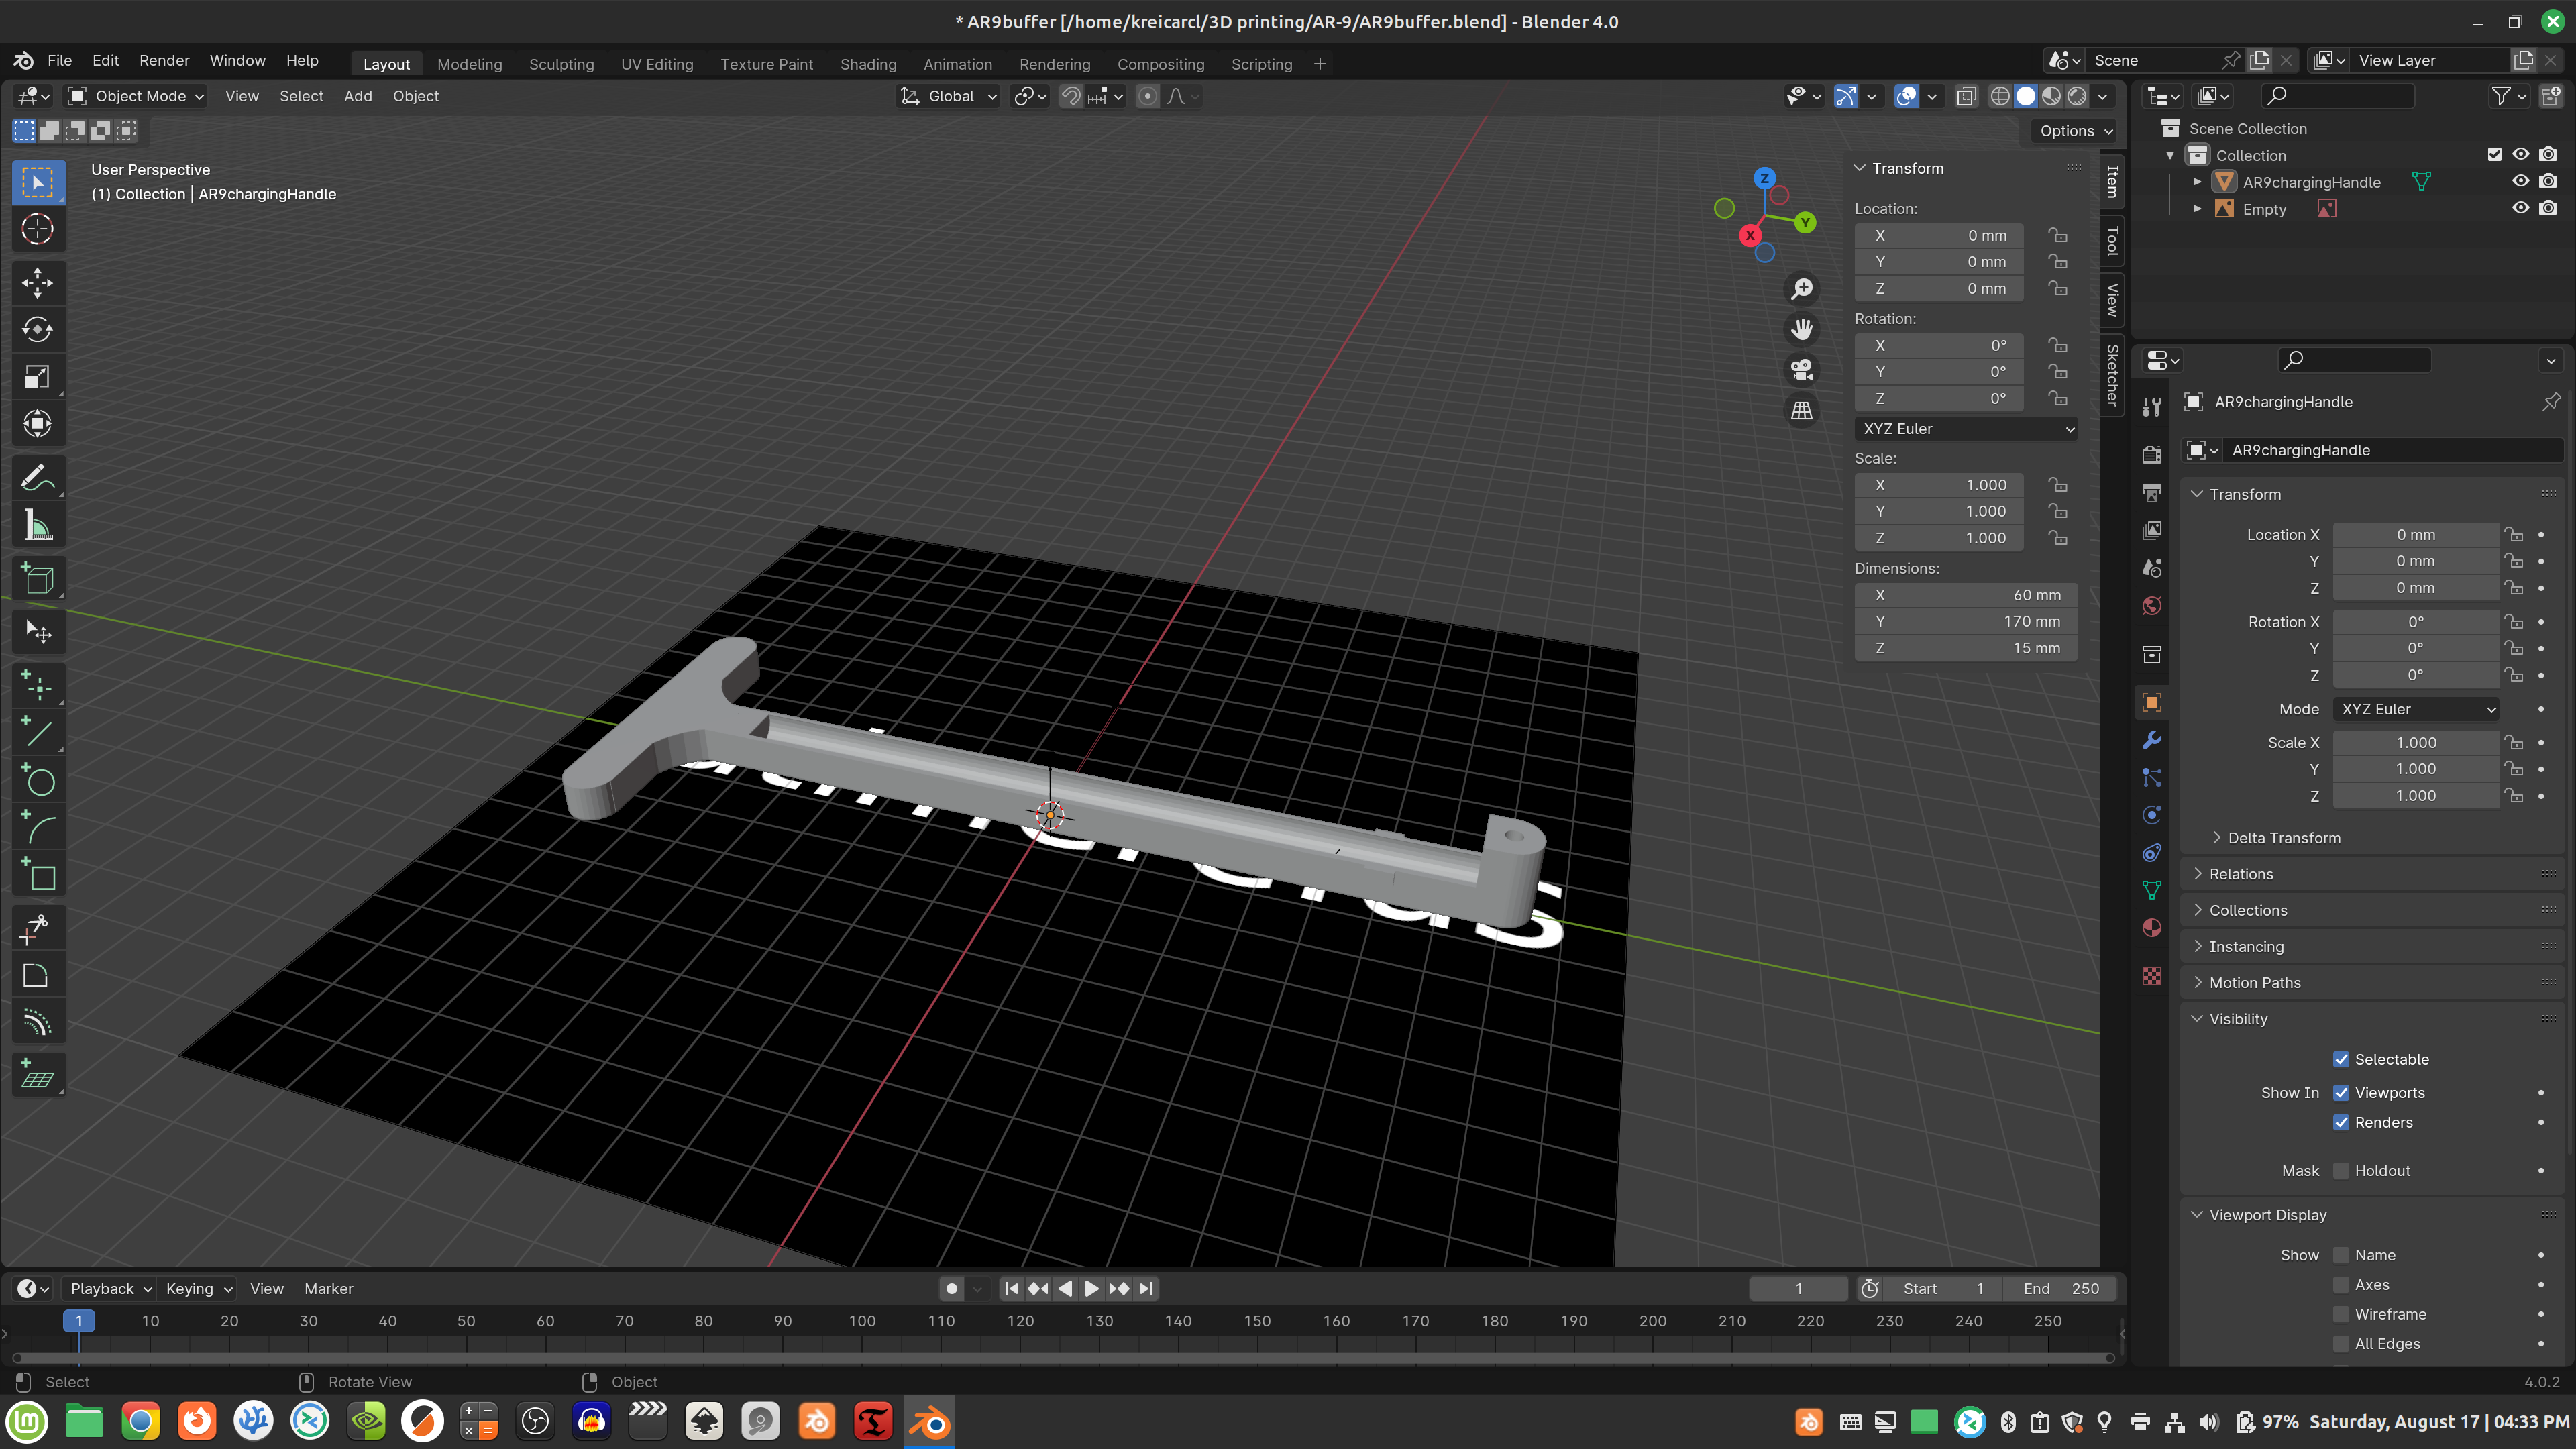 * AR9buffer [/home/kreicarcl/3D printing/AR-9/AR9buffer.blend] - Blender 4.0
File Edit Render Window Help
Layout Modeling Sculpting UV Editing Texture Paint Shading Animation Rendering Compositing Scripting +
Scene
View Layer
Object Mode View Select Add Object
Global
Options
User Perspective
(1) Collection | AR9chargingHandle
Z
Y
X
Transform
Location:
X 0 mm
Y 0 mm
Z 0 mm
Rotation:
X 0°
Y 0°
Z 0°
XYZ Euler
Scale:
X 1.000
Y 1.000
Z 1.000
Dimensions:
X 60 mm
Y 170 mm
Z 15 mm
Item
Tool
View
Sketcher
Scene Collection
Collection
AR9chargingHandle
Empty
AR9chargingHandle
AR9chargingHandle
Transform
Location X 0 mm
Y 0 mm
Z 0 mm
Rotation X 0°
Y 0°
Z 0°
Mode XYZ Euler
Scale X 1.000
Y 1.000
Z 1.000
Delta Transform
Relations
Collections
Instancing
Motion Paths
Visibility
Selectable
Show In Viewports
Renders
Mask Holdout
Viewport Display
Show Name
Axes
Wireframe
All Edges
Playback Keying View Marker
1 Start 1 End 250
1 10 20 30 40 50 60 70 80 90 100 110 120 130 140 150 160 170 180 190 200 210 220 230 240 250
Select Rotate View Object
4.0.2
97% Saturday, August 17 | 04:33 PM